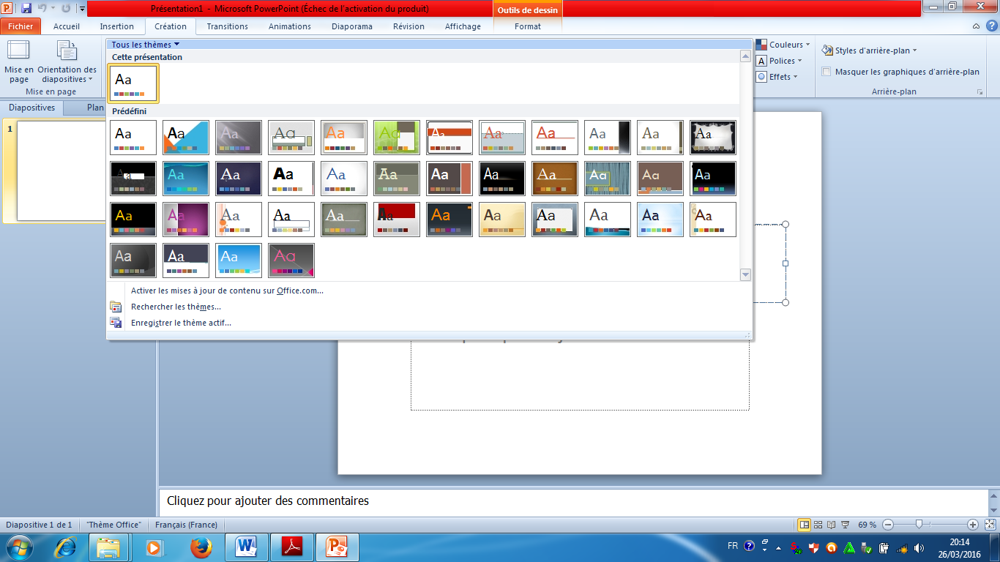 Présentation1 - Microsoft PowerPoint (Échec de l'activation du produit)
Outils de dessin
Fichier
Accueil
Insertion
Création
Transitions
Animations
Diaporama
Révision
Affichage
Format
Mise en page
Orientation des diapositives
Mise en page
Tous les thèmes
Cette présentation
Aa
Prédéfini
Aa Aa Aa Aa Aa Aa Aa Aa Aa Aa Aa Aa
Aa Aa Aa Aa Aa Aa Aa Aa Aa Aa Aa Aa
Aa Aa Aa Aa Aa Aa Aa Aa Aa Aa Aa Aa
Aa Aa Aa Aa
Activer les mises à jour de contenu sur Office.com...
Rechercher les thèmes...
Enregistrer le thème actif...
Couleurs
Polices
Effets
Styles d'arrière-plan
Masquer les graphiques d'arrière-plan
Arrière-plan
Diapositives
Plan
1
Cliquez pour ajouter des commentaires
Diapositive 1 de 1
"Thème Office"
Français (France)
69 %
FR
20:14
26/03/2016